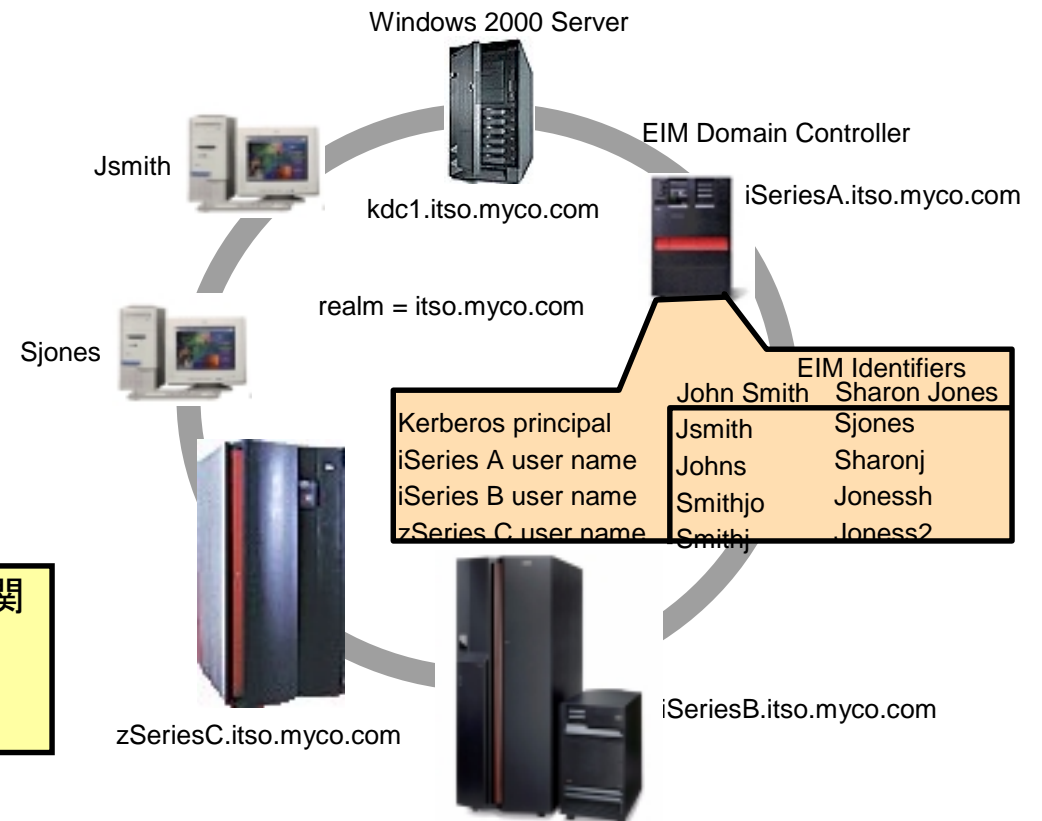 Windows 2000 Server
EIM Domain Controller
Jsmith
iSeriesA.itso.myco.com
kdc1.itso.myco.com
realm = itso.myco.com
Sjones
EIM Identifiers
John Smith Sharon Jones
Kerberos principal Jsmith Sjones
iSeries A user name Johns Sharonj
iSeries B user name Smithjo Jonessh
zSeries C user name Smithj Joness2
関
iSeriesB.itso.myco.com
zSeriesC.itso.myco.com